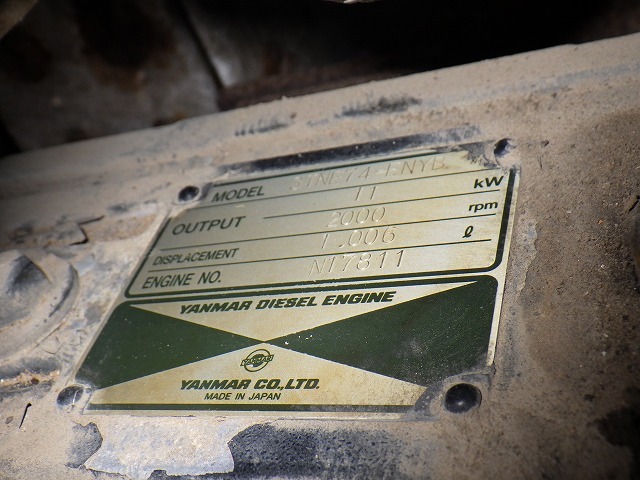 MODEL 3TNE74-ENYB
OUTPUT 11 kW
2000 rpm
DISPLACEMENT 1.006 ℓ
ENGINE NO. N17811
YANMAR DIESEL ENGINE
YANMAR
YANMAR CO.,LTD.
MADE IN JAPAN